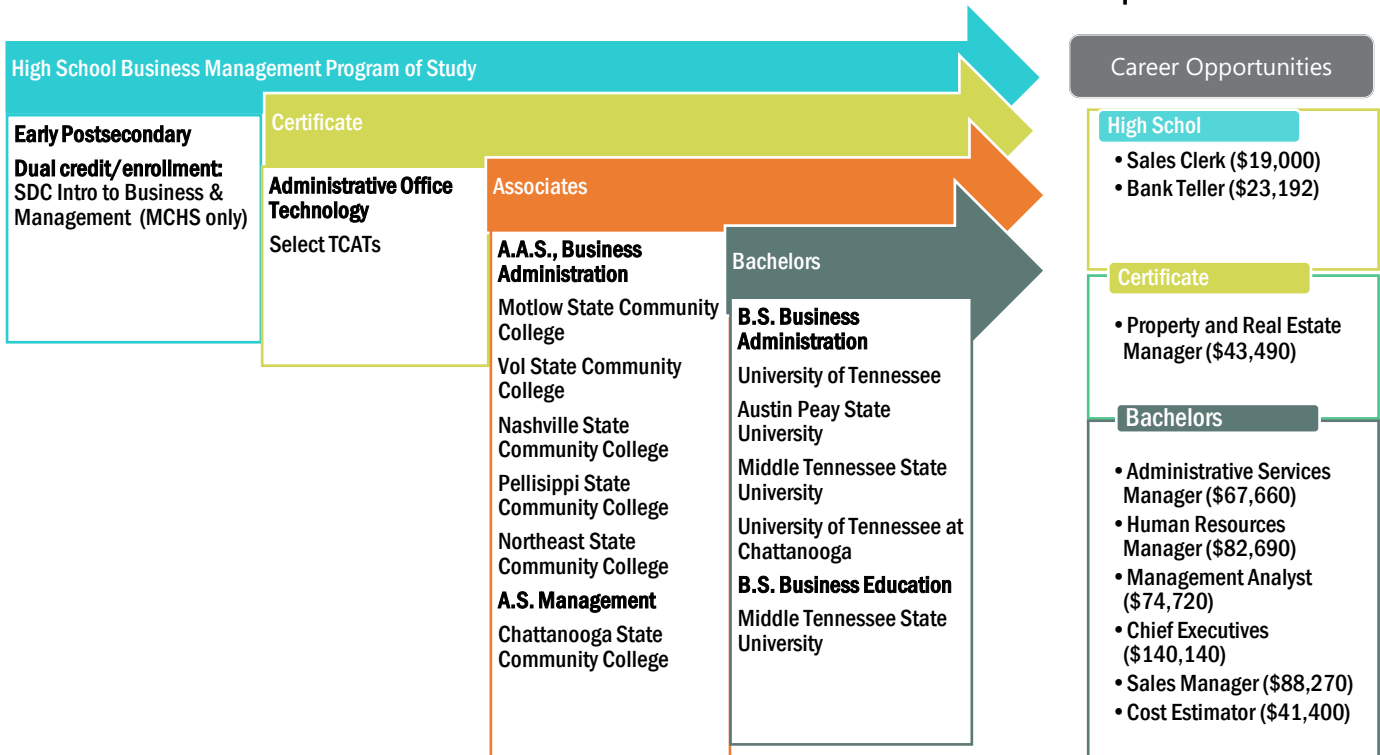 High School Business Management Program of Study
Early Postsecondary
Dual credit/enrollment:
SDC Intro to Business &
Management (MCHS only)
Certificate
Administrative Office
Technology
Select TCATs
Associates
A.A.S., Business
Administration
Motlow State Community
College
Vol State Community
College
Nashville State
Community College
Pellisippi State
Community College
Northeast State
Community College
A.S. Management
Chattanooga State
Community College
Bachelors
B.S. Business
Administration
University of Tennessee
Austin Peay State
University
Middle Tennessee State
University
University of Tennessee at
Chattanooga
B.S. Business Education
Middle Tennessee State
University
Career Opportunities
High Schol
•Sales Clerk ($19,000)
•Bank Teller ($23,192)
Certificate
•Property and Real Estate
Manager ($43,490)
Bachelors
•Administrative Services
Manager ($67,660)
•Human Resources
Manager ($82,690)
•Management Analyst
($74,720)
•Chief Executives
($140,140)
•Sales Manager ($88,270)
•Cost Estimator ($41,400)